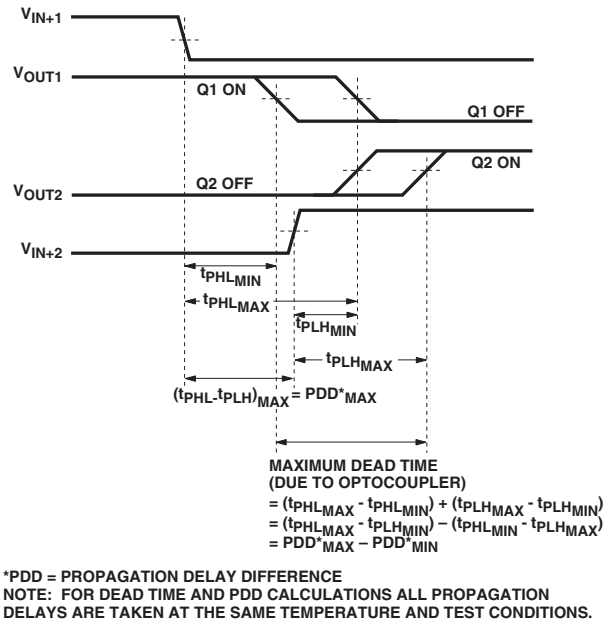 VIN+1
VOUT1
Q1 ON
Q1 OFF
Q2 ON
Q2 OFF
VOUT2
VIN+2
tPHLMIN
tPHLMAX
tPLHMIN
tPLHMAX
(tPHL-tPLH)MAX = PDD*MAX
MAXIMUM DEAD TIME
(DUE TO OPTOCOUPLER)
= (tPHLMAX - tPHLMIN) + (tPLHMAX - tPLHMIN)
= (tPHLMAX - tPLHMIN) – (tPHLMIN - tPLHMAX)
= PDD*MAX – PDD*MIN
*PDD = PROPAGATION DELAY DIFFERENCE
NOTE: FOR DEAD TIME AND PDD CALCULATIONS ALL PROPAGATION
DELAYS ARE TAKEN AT THE SAME TEMPERATURE AND TEST CONDITIONS.